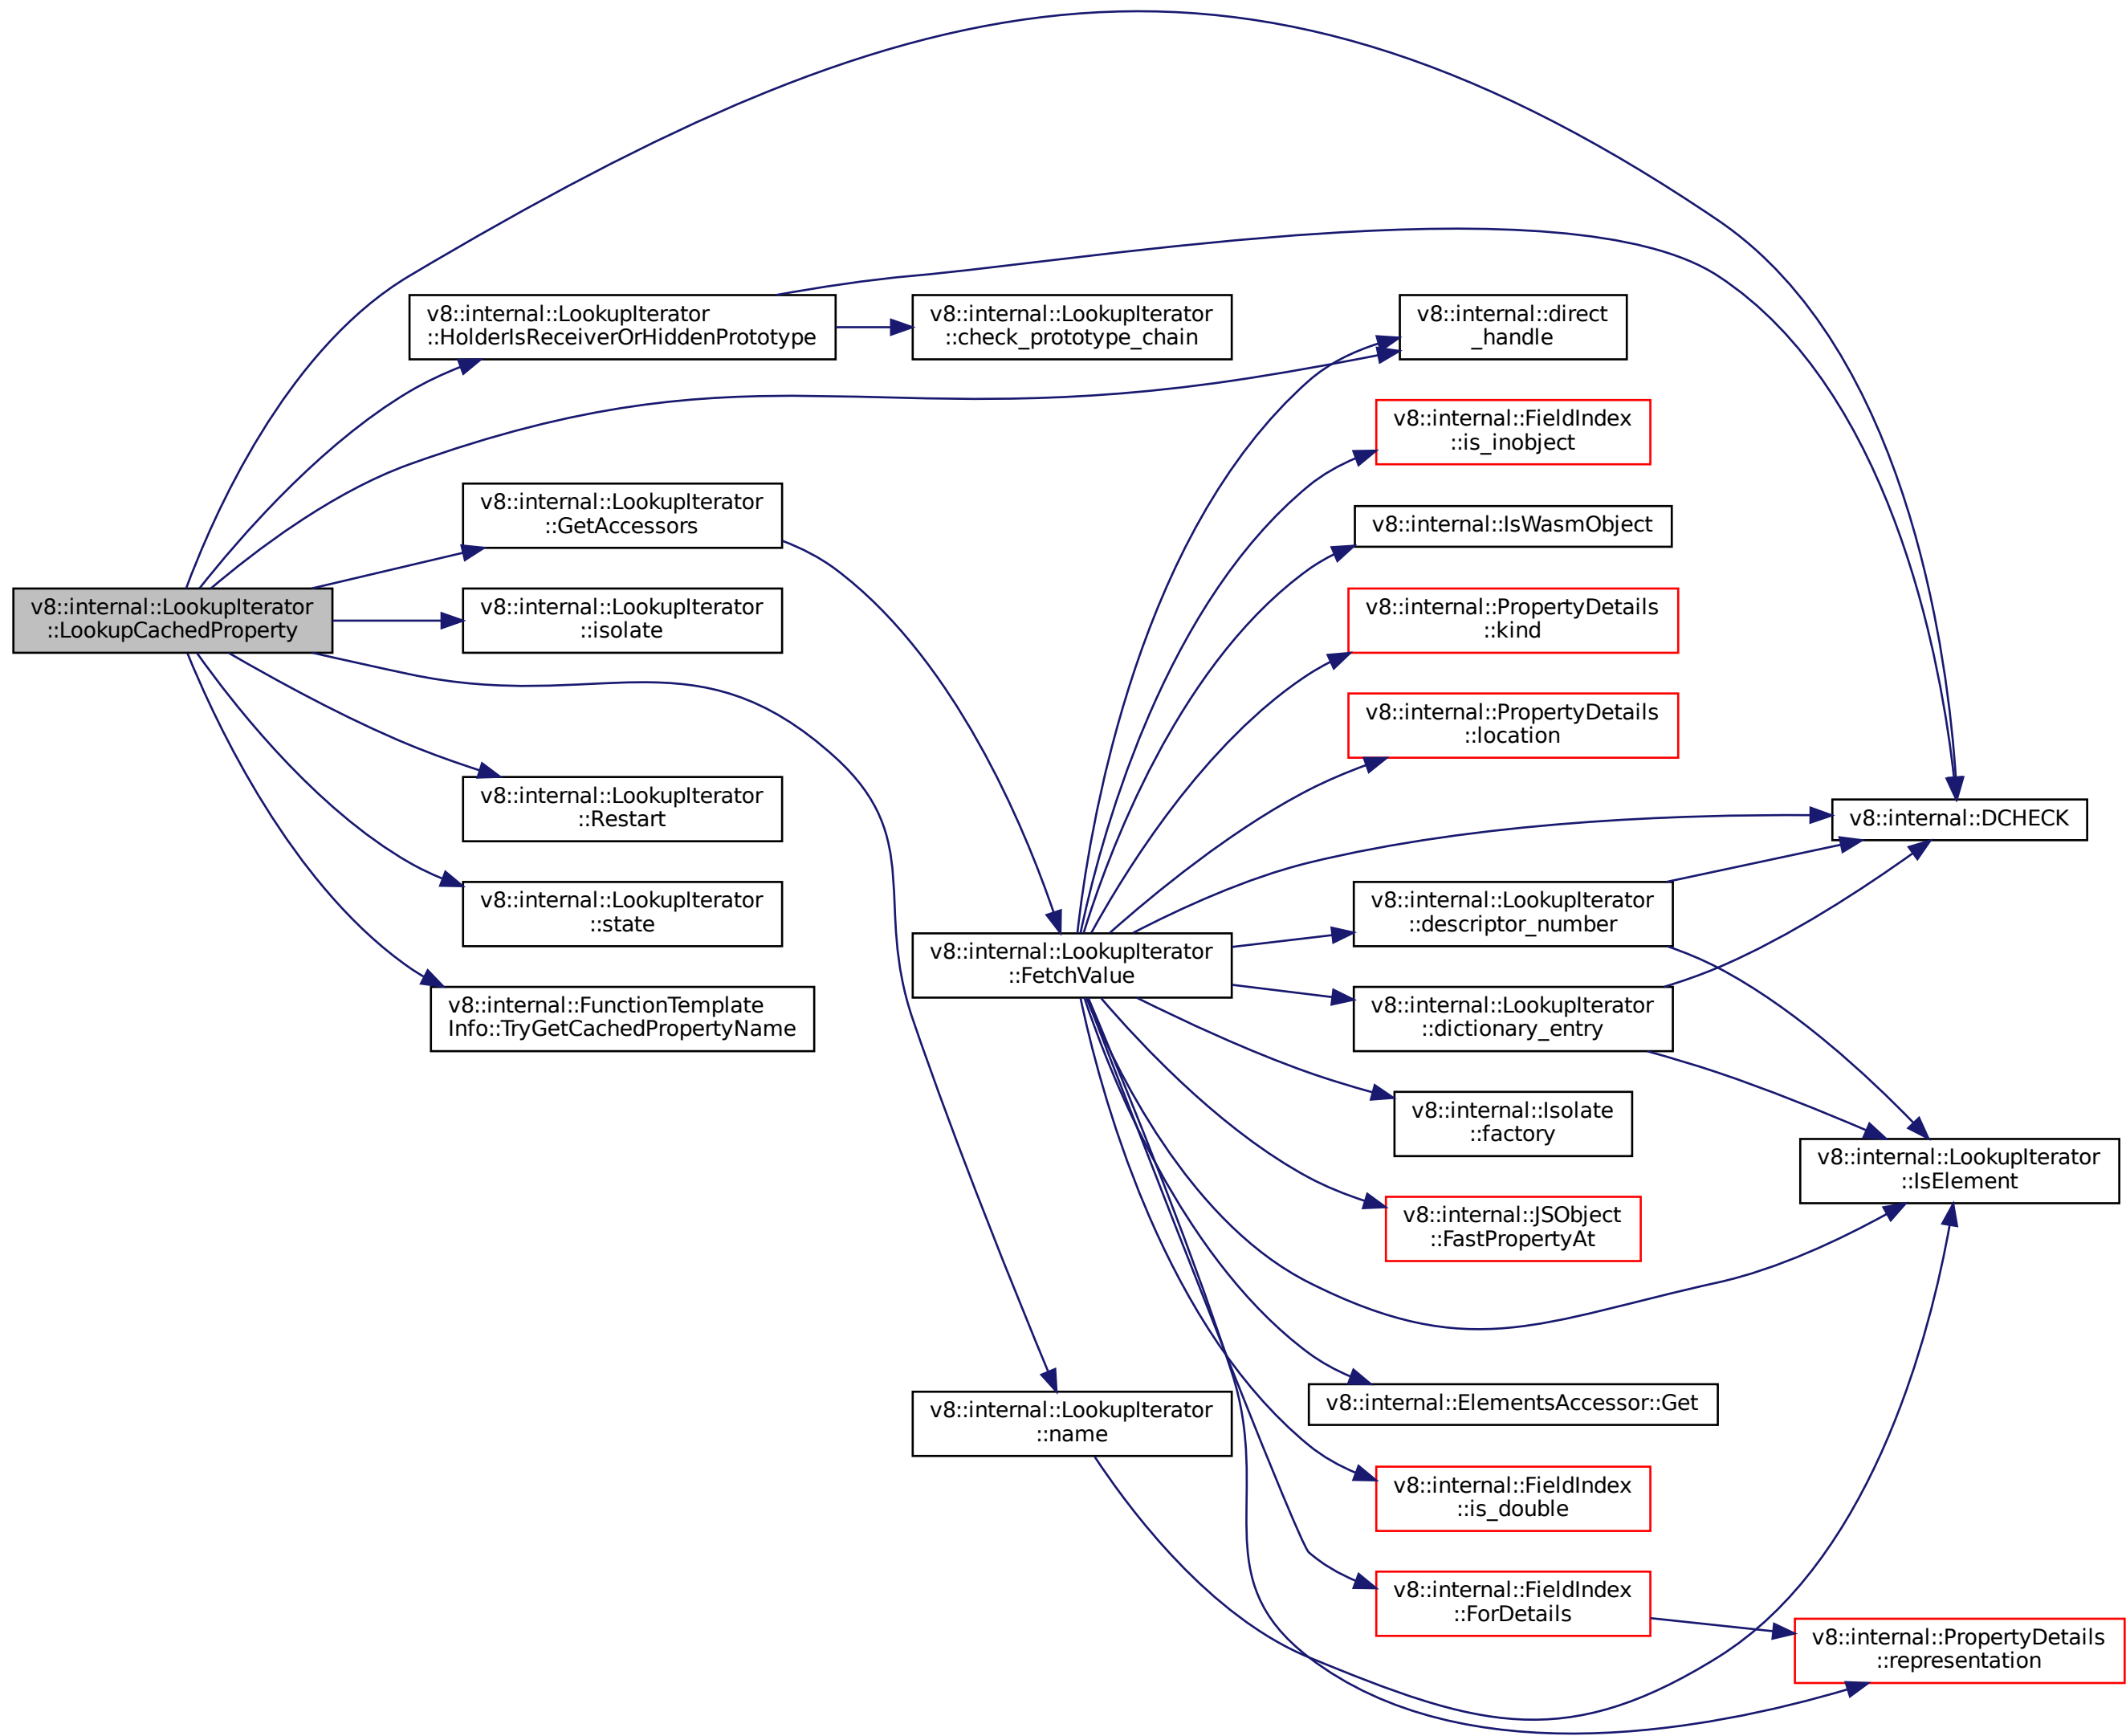 v8::internal::LookupIterator
::LookupCachedProperty
v8::internal::LookupIterator
::HolderIsReceiverOrHiddenPrototype
v8::internal::LookupIterator
::check_prototype_chain
v8::internal::direct
_handle
v8::internal::LookupIterator
::GetAccessors
v8::internal::LookupIterator
::isolate
v8::internal::LookupIterator
::Restart
v8::internal::LookupIterator
::state
v8::internal::FunctionTemplate
Info::TryGetCachedPropertyName
v8::internal::LookupIterator
::FetchValue
v8::internal::LookupIterator
::name
v8::internal::FieldIndex
::is_inobject
v8::internal::IsWasmObject
v8::internal::PropertyDetails
::kind
v8::internal::PropertyDetails
::location
v8::internal::DCHECK
v8::internal::LookupIterator
::descriptor_number
v8::internal::LookupIterator
::dictionary_entry
v8::internal::Isolate
::factory
v8::internal::LookupIterator
::IsElement
v8::internal::JSObject
::FastPropertyAt
v8::internal::ElementsAccessor::Get
v8::internal::FieldIndex
::is_double
v8::internal::FieldIndex
::ForDetails
v8::internal::PropertyDetails
::representation